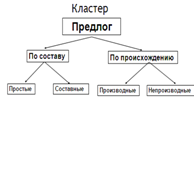 Кластер
Предлог
По составу
По происхождению
Простые
Составные
Производные
Непроизводные